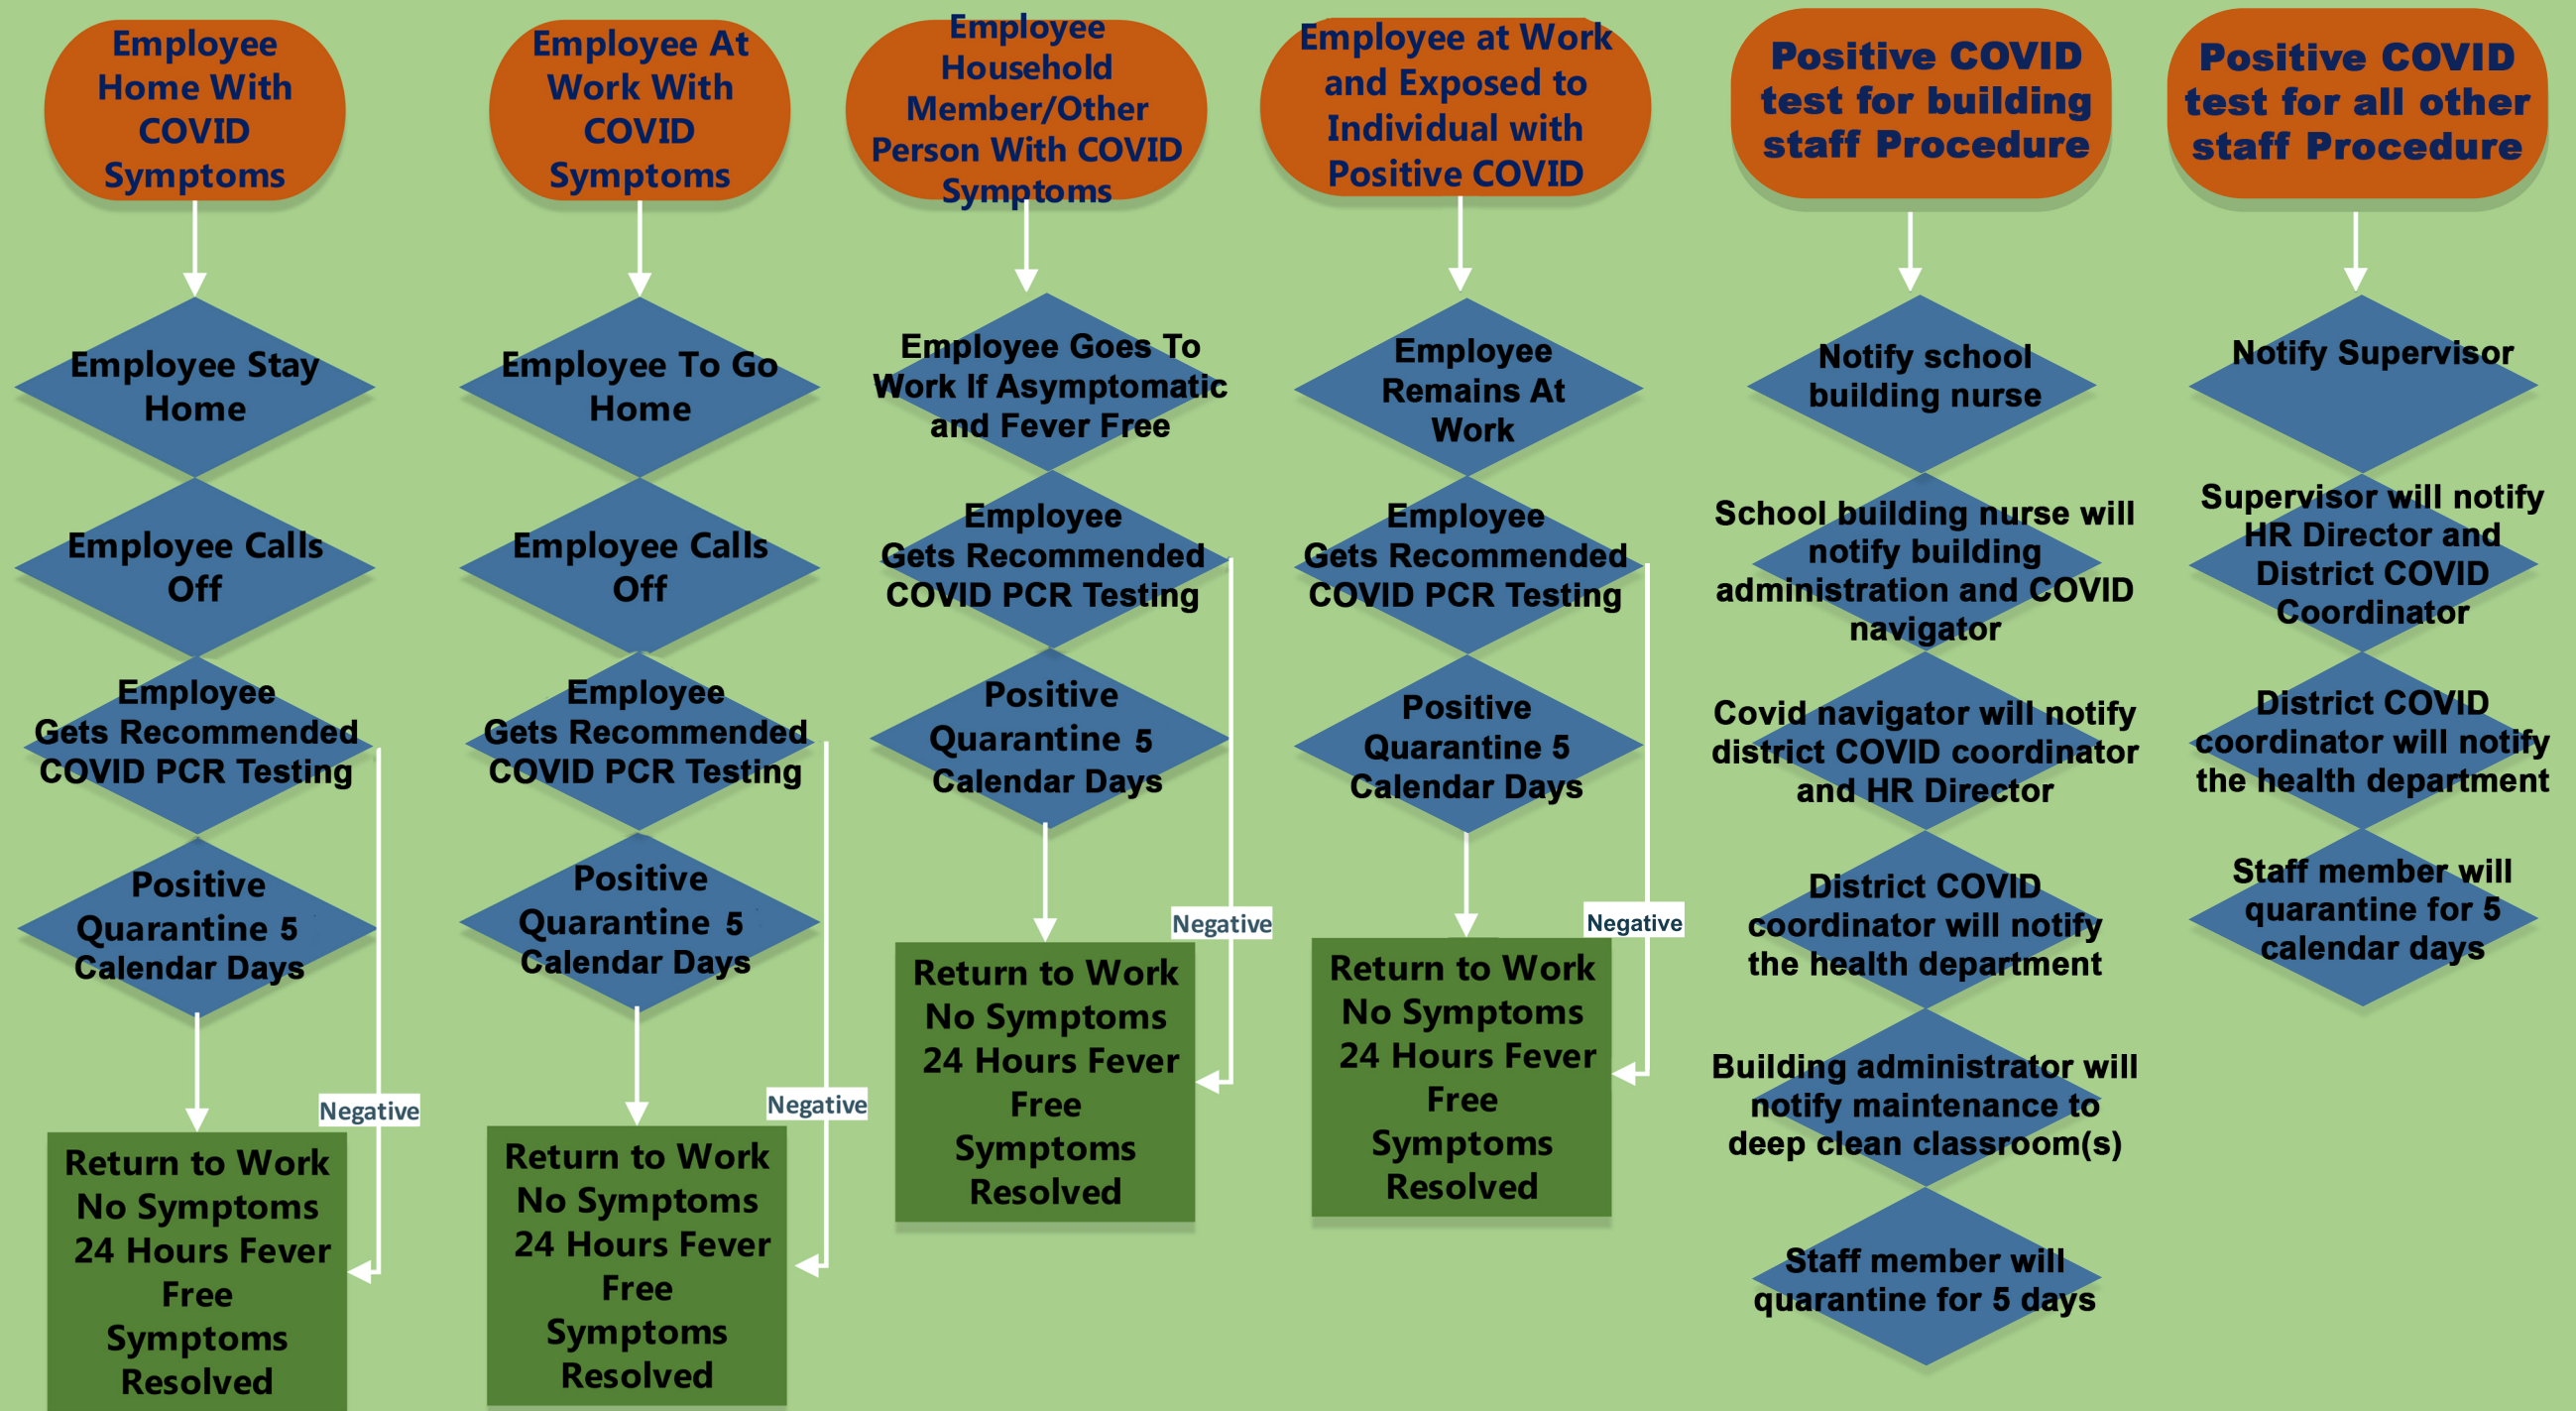 Employee
Home With
COVID
Symptoms
Employee Stay
Home
Employee Calls
Off
Employee
Gets Recommended
COVID PCR Testing
Positive
Quarantine 5
Calendar Days
Negative
Return to Work
No Symptoms
24 Hours Fever
Free
Symptoms
Resolved
Employee At
Work With
COVID
Symptoms
Employee To Go
Home
Employee Calls
Off
Employee
Gets Recommended
COVID PCR Testing
Positive
Quarantine 5
Calendar Days
Negative
Return to Work
No Symptoms
24 Hours Fever
Free
Symptoms
Resolved
Employee
Household
Member/Other
Person With COVID
Symptoms
Employee Goes To
Work If Asymptomatic
and Fever Free
Employee
Gets Recommended
COVID PCR Testing
Positive
Quarantine 5
Calendar Days
Negative
Return to Work
No Symptoms
24 Hours Fever
Free
Symptoms
Resolved
Employee at Work
and Exposed to
Individual with
Positive COVID
Employee
Remains At
Work
Employee
Gets Recommended
COVID PCR Testing
Positive
Quarantine 5
Calendar Days
Negative
Return to Work
No Symptoms
24 Hours Fever
Free
Symptoms
Resolved
Positive COVID
test for building
staff Procedure
Notify school
building nurse
School building nurse will
notify building
administration and COVID
navigator
Covid navigator will notify
district COVID coordinator
and HR Director
District COVID
coordinator will notify
the health department
Building administrator will
notify maintenance to
deep clean classroom(s)
Staff member will
quarantine for 5 days
Positive COVID
test for all other
staff Procedure
Notify Supervisor
Supervisor will notify
HR Director and
District COVID
Coordinator
District COVID
coordinator will notify
the health department
Staff member will
quarantine for 5
calendar days